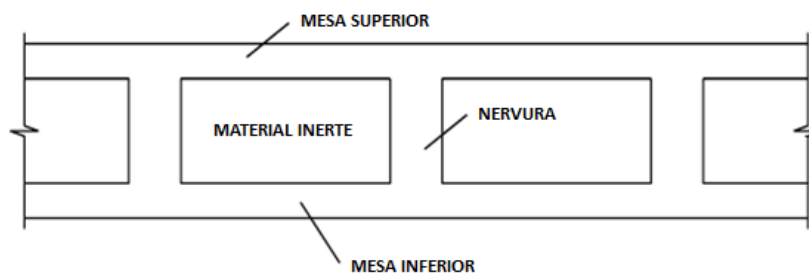 MESA SUPERIOR
NERVURA
MATERIAL INERTE
MESA INFERIOR